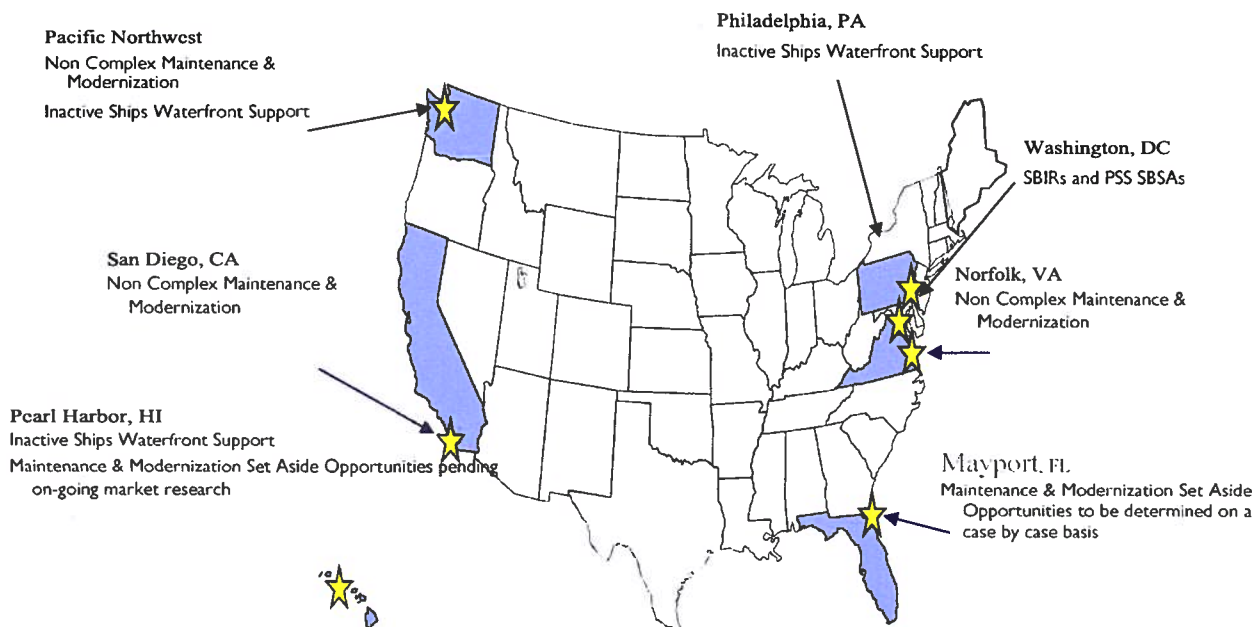 Pacific Northwest
Non Complex Maintenance &
Modernization
Inactive Ships Waterfront Support
Philadelphia, PA
Inactive Ships Waterfront Support
Washington, DC
SBIRs and PSS SBSAs
San Diego, CA
Non Complex Maintenance &
Modernization
Norfolk, VA
Non Complex Maintenance &
Modernization
Pearl Harbor, HI
Inactive Ships Waterfront Support
Maintenance & Modernization Set Aside Opportunities pending
on-going market research
Mayport, FL
Maintenance & Modernization Set Aside
Opportunities to be determined on a
case by case basis